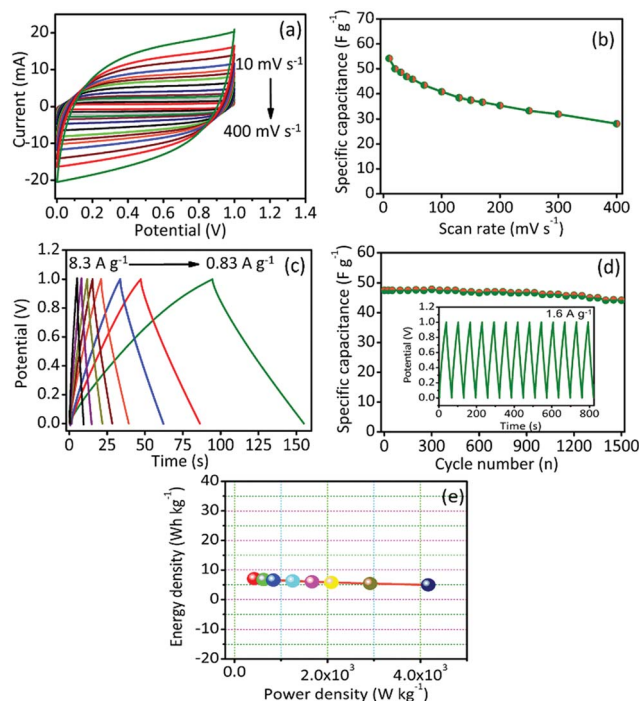 (a)
Current (mA)
20
10
0
-10
-20
10 mV s⁻¹
400 mV s⁻¹
0.0 0.2 0.4 0.6 0.8 1.0 1.2 1.4
Potential (V)
(b)
Specific capacitance (F g⁻¹)
70
60
50
40
30
20
10
0
0 100 200 300 400
Scan rate (mV s⁻¹)
(c)
8.3 A g⁻¹ 0.83 A g⁻¹
Potential (V)
1.2
1.0
0.8
0.6
0.4
0.2
0.0
0 25 50 75 100 125 150
Time (s)
(d)
Specific capacitance (F g⁻¹)
70
60
50
40
30
20
10
0
0 300 600 900 1200 1500
Cycle number (n)
1.6 A g⁻¹
Potential (V)
1.2
1.0
0.8
0.6
0.4
0.2
0.0
0 200 400 600 800
Time (s)
(e)
Energy density (Wh kg⁻¹)
40
30
20
10
0
-10
-20
0.0 2.0x10³ 4.0x10³
Power density (W kg⁻¹)